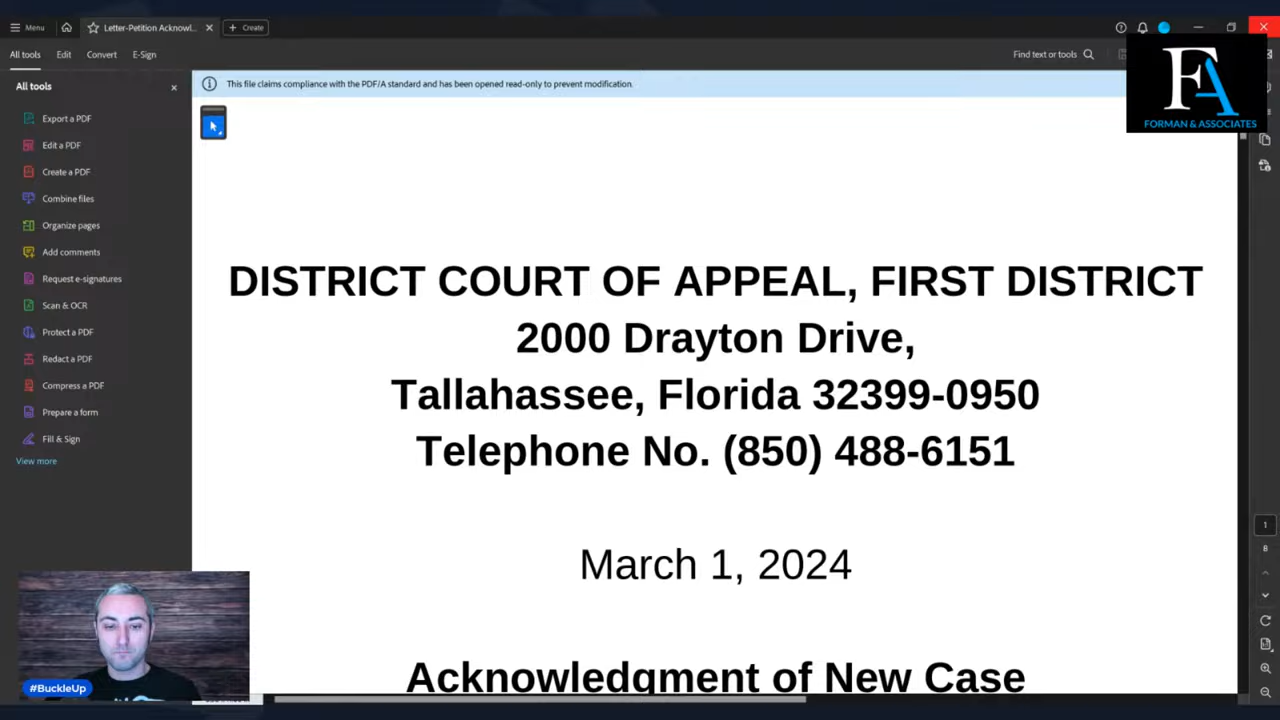 Menu
Letter-Petition Acknowl...
Create
All tools
Edit
Convert
E-Sign
Find text or tools
All tools
This file claims compliance with the PDF/A standard and has been opened read-only to prevent modification.
FA
FORMAN & ASSOCIATES
Export a PDF
Edit a PDF
Create a PDF
Combine files
Organize pages
Add comments
Request e-signatures
Scan & OCR
Protect a PDF
Redact a PDF
Compress a PDF
Prepare a form
Fill & Sign
View more
DISTRICT COURT OF APPEAL, FIRST DISTRICT
2000 Drayton Drive,
Tallahassee, Florida 32399-0950
Telephone No. (850) 488-6151
March 1, 2024
Acknowledgment of New Case
1
8
#BuckleUp